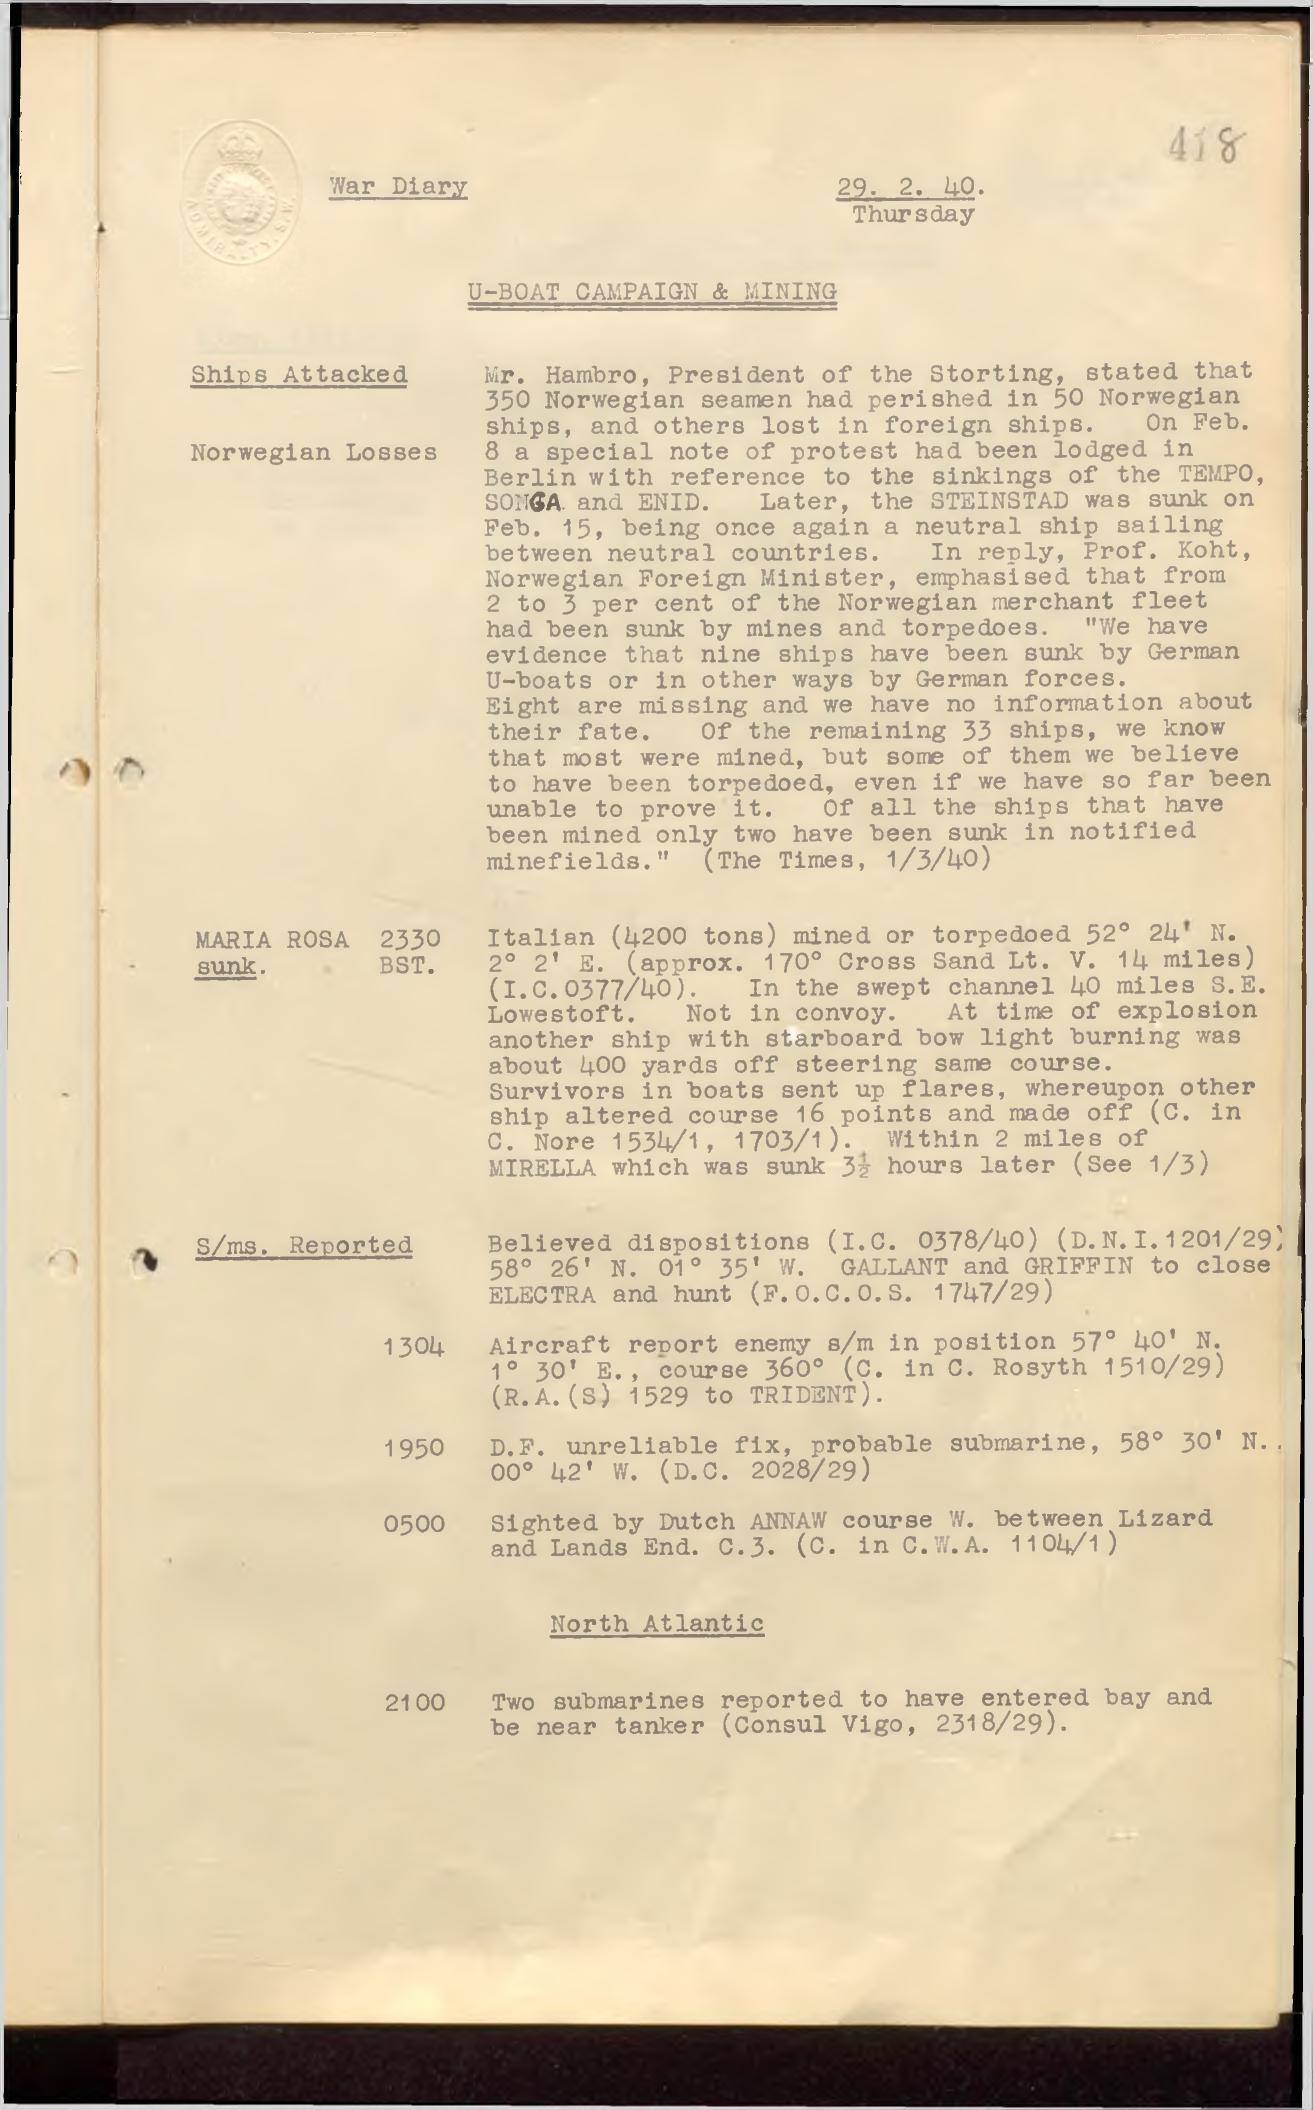 418
ADMIRALTY. S.W.
War Diary
29. 2. 40.
Thursday
U-BOAT CAMPAIGN & MINING
Ships Attacked
Norwegian Losses
Mr. Hambro, President of the Storting, stated that
350 Norwegian seamen had perished in 50 Norwegian
ships, and others lost in foreign ships. On Feb.
8 a special note of protest had been lodged in
Berlin with reference to the sinkings of the TEMPO,
SONGA and ENID. Later, the STEINSTAD was sunk on
Feb. 15, being once again a neutral ship sailing
between neutral countries. In reply, Prof. Koht,
Norwegian Foreign Minister, emphasised that from
2 to 3 per cent of the Norwegian merchant fleet
had been sunk by mines and torpedoes. "We have
evidence that nine ships have been sunk by German
U-boats or in other ways by German forces.
Eight are missing and we have no information about
their fate. Of the remaining 33 ships, we know
that most were mined, but some of them we believe
to have been torpedoed, even if we have so far been
unable to prove it. Of all the ships that have
been mined only two have been sunk in notified
minefields." (The Times, 1/3/40)
MARIA ROSA 2330
sunk. BST.
Italian (4200 tons) mined or torpedoed 52° 24' N.
2° 2' E. (approx. 170° Cross Sand Lt. V. 14 miles)
(I.C.0377/40). In the swept channel 40 miles S.E.
Lowestoft. Not in convoy. At time of explosion
another ship with starboard bow light burning was
about 400 yards off steering same course.
Survivors in boats sent up flares, whereupon other
ship altered course 16 points and made off (C. in
C. Nore 1534/1, 1703/1). Within 2 miles of
MIRELLA which was sunk 3½ hours later (See 1/3)
S/ms. Reported
Believed dispositions (I.C. 0378/40) (D.N.I.1201/29)
58° 26' N. 01° 35' W. GALLANT and GRIFFIN to close
ELECTRA and hunt (F.O.C.O.S. 1747/29)
1304 Aircraft report enemy s/m in position 57° 40' N.
1° 30' E., course 360° (C. in C. Rosyth 1510/29)
(R.A.(S) 1529 to TRIDENT).
1950 D.F. unreliable fix, probable submarine, 58° 30' N..
00° 42' W. (D.C. 2028/29)
0500 Sighted by Dutch ANNAW course W. between Lizard
and Lands End. C.3. (C. in C.W.A. 1104/1)
North Atlantic
2100 Two submarines reported to have entered bay and
be near tanker (Consul Vigo, 2318/29).